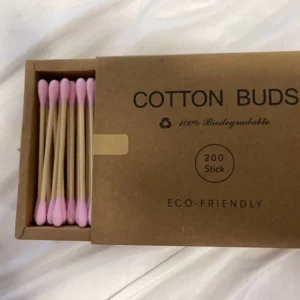 COTTON BUDS
100% Biodegradable
200
Stick
ECO-FRIENDLY